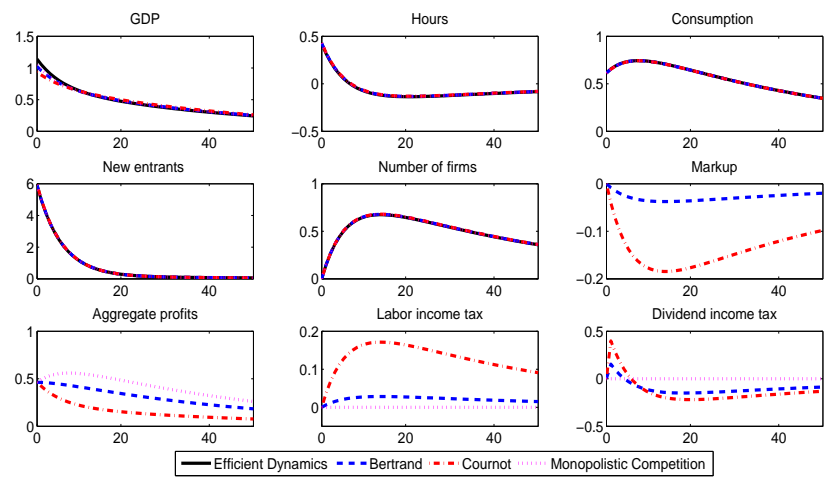 GDP Hours Consumption
1.5 0.5 1
1 0 0.5
0.5
0 −0.5 0
0 20 40 0 20 40 0 20 40
New entrants Number of firms Markup
6 1 0
4 0.5 −0.1
2
0 0 −0.2
0 20 40 0 20 40 0 20 40
Aggregate profits Labor income tax Dividend income tax
1 0.2 0.5
0.5 0.1 0
0 0 −0.5
0 20 40 0 20 40 0 20 40
Efficient Dynamics Bertrand Cournot Monopolistic Competition